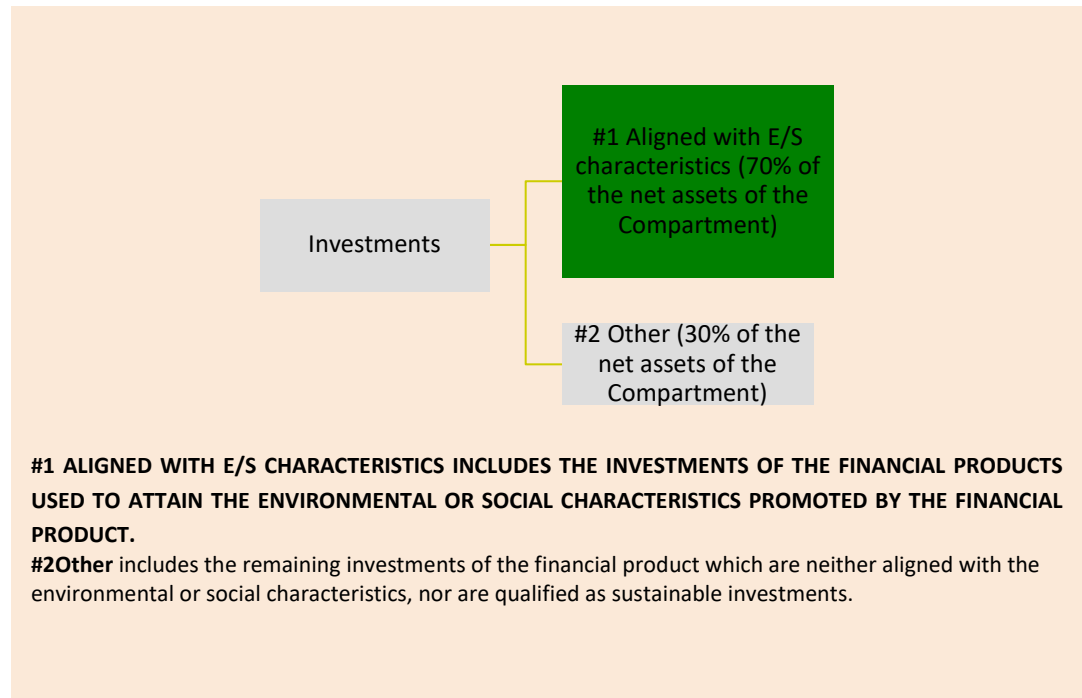 #1 Aligned with E/S
characteristics (70% of
the net assets of the
Compartment)
Investments
#2 Other (30% of the
net assets of the
Compartment)
#1 ALIGNED WITH E/S CHARACTERISTICS INCLUDES THE INVESTMENTS OF THE FINANCIAL PRODUCTS
USED TO ATTAIN THE ENVIRONMENTAL OR SOCIAL CHARACTERISTICS PROMOTED BY THE FINANCIAL
PRODUCT.
#2Other includes the remaining investments of the financial product which are neither aligned with the
environmental or social characteristics, nor are qualified as sustainable investments.